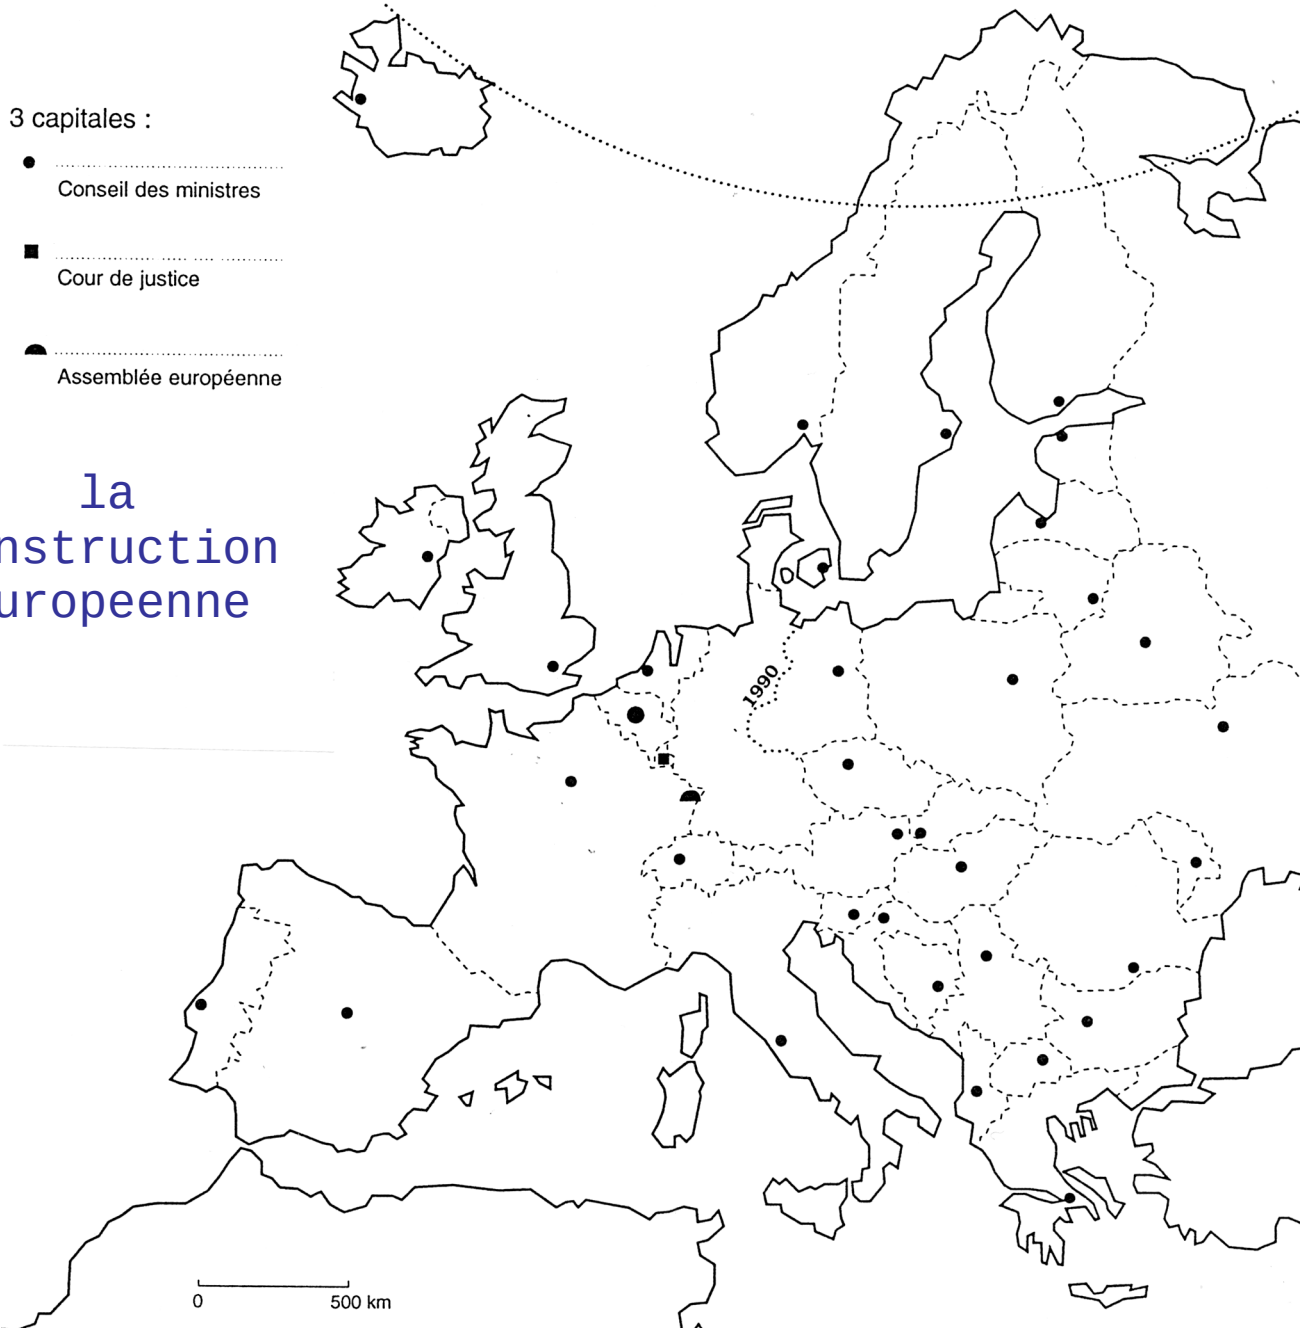 3 capitales :
Conseil des ministres
Cour de justice
Assemblée européenne
la
nstruction
uropeenne
1990
0 500 km